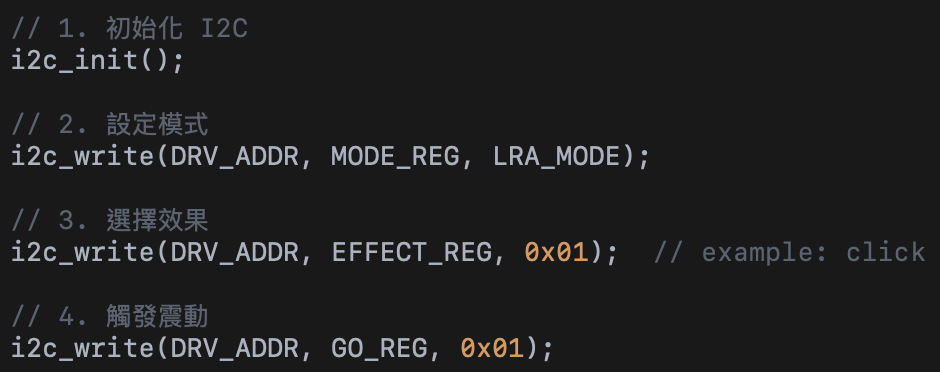 // 1. 初始化 I2C
i2c_init();
// 2. 設定模式
i2c_write(DRV_ADDR, MODE_REG, LRA_MODE);
// 3. 選擇效果
i2c_write(DRV_ADDR, EFFECT_REG, 0x01);  // example: click
// 4. 觸發震動
i2c_write(DRV_ADDR, GO_REG, 0x01);